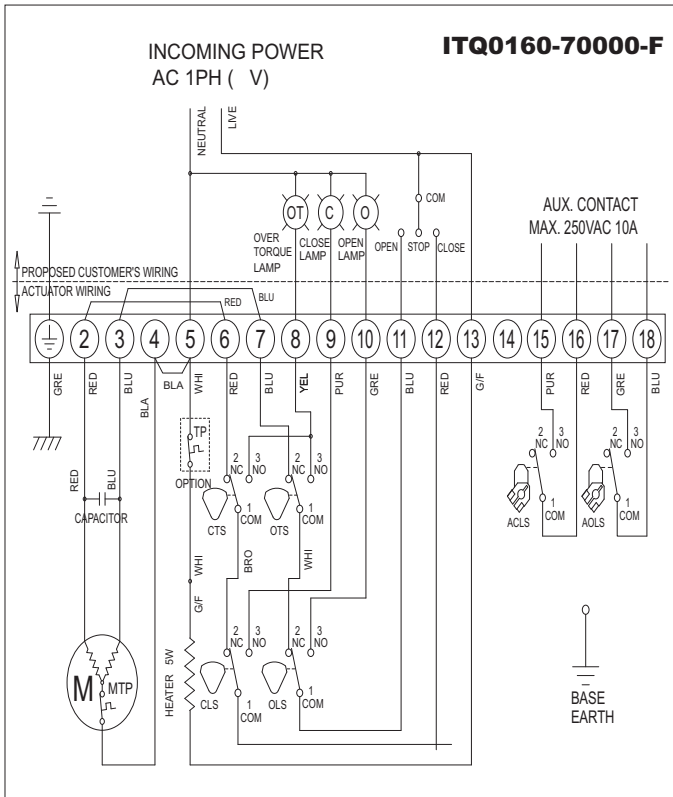 ITQ0160-70000-F
INCOMING POWER
AC 1PH ( V)
NEUTRAL
LIVE
COM
OT
C
O
AUX. CONTACT
MAX. 250VAC 10A
OVER
TORQUE
LAMP
CLOSE
LAMP
OPEN
LAMP
OPEN
STOP
CLOSE
PROPOSED CUSTOMER'S WIRING
ACTUATOR WIRING
RED
BLU
2
3
4
5
6
7
8
9
10
11
12
13
14
15
16
17
18
GRE
RED
BLU
BLA
BLA
WHI
RED
BLU
YEL
PUR
GRE
BLU
RED
G/F
PUR
RED
GRE
BLU
TP
OPTION
RED
BLU
CAPACITOR
2
NC
3
NO
1
COM
CTS
2
NC
3
NO
1
COM
OTS
2
NC
3
NO
1
COM
ACLS
2
NC
3
NO
1
COM
AOLS
WHI
G/F
BRO
WHI
M
MTP
HEATER 5W
2
NC
3
NO
1
COM
CLS
2
NC
3
NO
1
COM
OLS
BASE
EARTH